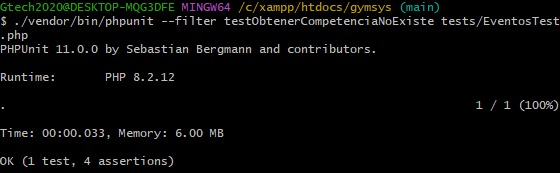 Gtech2020@DESKTOP-MQG3DFE MINGW64 /c/xampp/htdocs/gymsys (main)
$ ./vendor/bin/phpunit --filter testObtenerCompetenciaNoExiste tests/EventosTest
.php
PHPUnit 11.0.0 by Sebastian Bergmann and contributors.
Runtime:       PHP 8.2.12
.                                                                   1 / 1 (100%)
Time: 00:00.033, Memory: 6.00 MB
OK (1 test, 4 assertions)